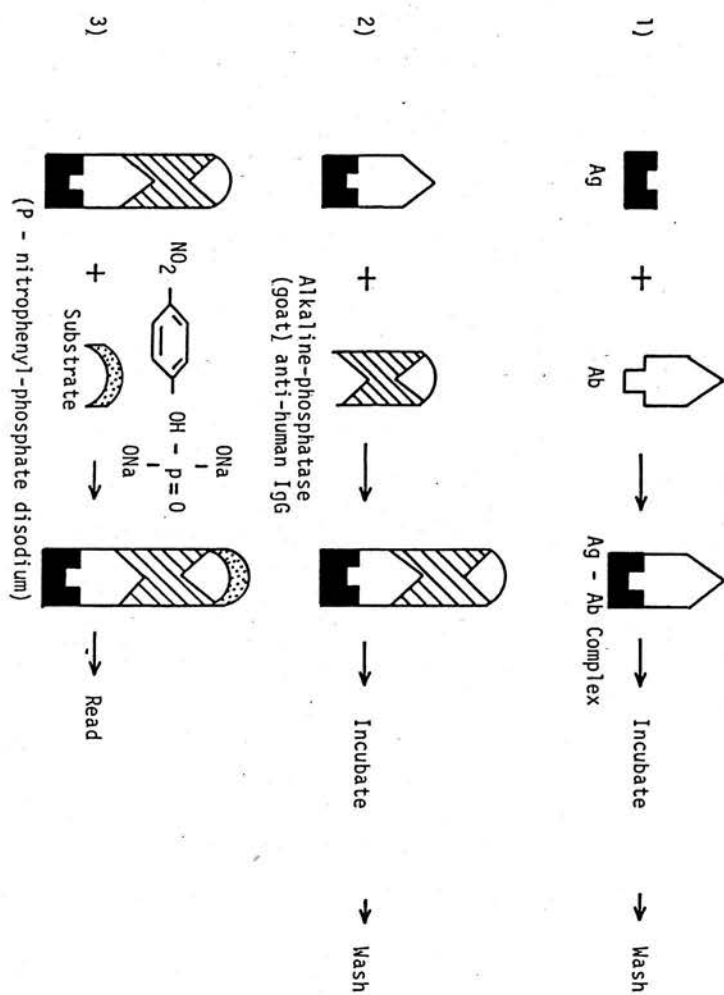 1)
Ag
+
Ab
Ag - Ab Complex
Incubate
Wash
2)
+
Alkaline-phosphatase
(goat) anti-human IgG
Incubate
Wash
3)
+
NO2
OH - p = O
ONa
ONa
Substrate
(P - nitrophenyl-phosphate disodium)
Read